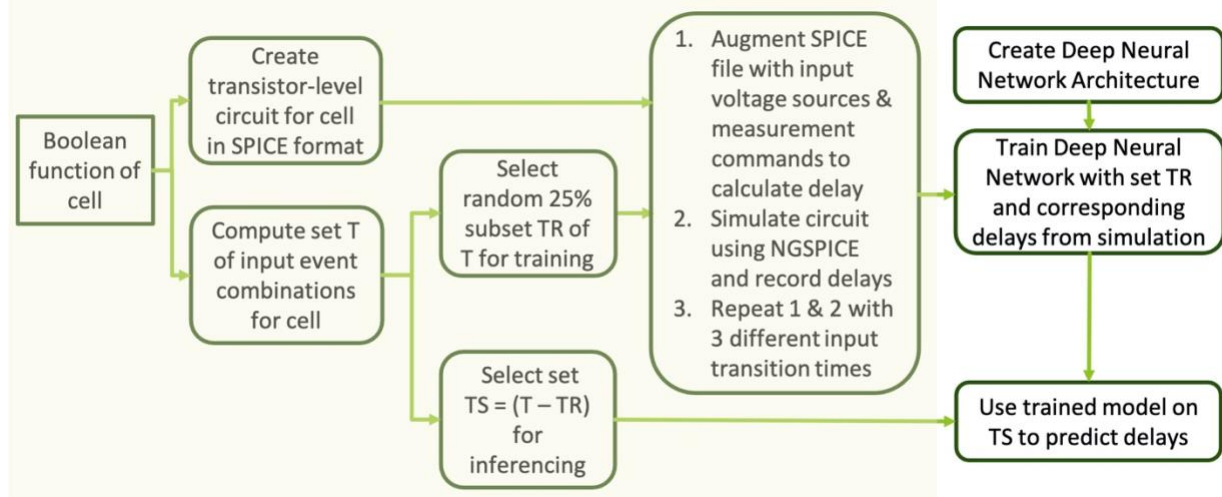 Boolean
function of
cell
Create
transistor-level
circuit for cell
in SPICE format
Compute set T
of input event
combinations
for cell
Select
random 25%
subset TR of
T for training
Select set
TS = (T – TR)
for
inferencing
1. Augment SPICE
file with input
voltage sources &
measurement
commands to
calculate delay
2. Simulate circuit
using NGSPICE
and record delays
3. Repeat 1 & 2 with
3 different input
transition times
Create Deep Neural
Network Architecture
Train Deep Neural
Network with set TR
and corresponding
delays from simulation
Use trained model on
TS to predict delays